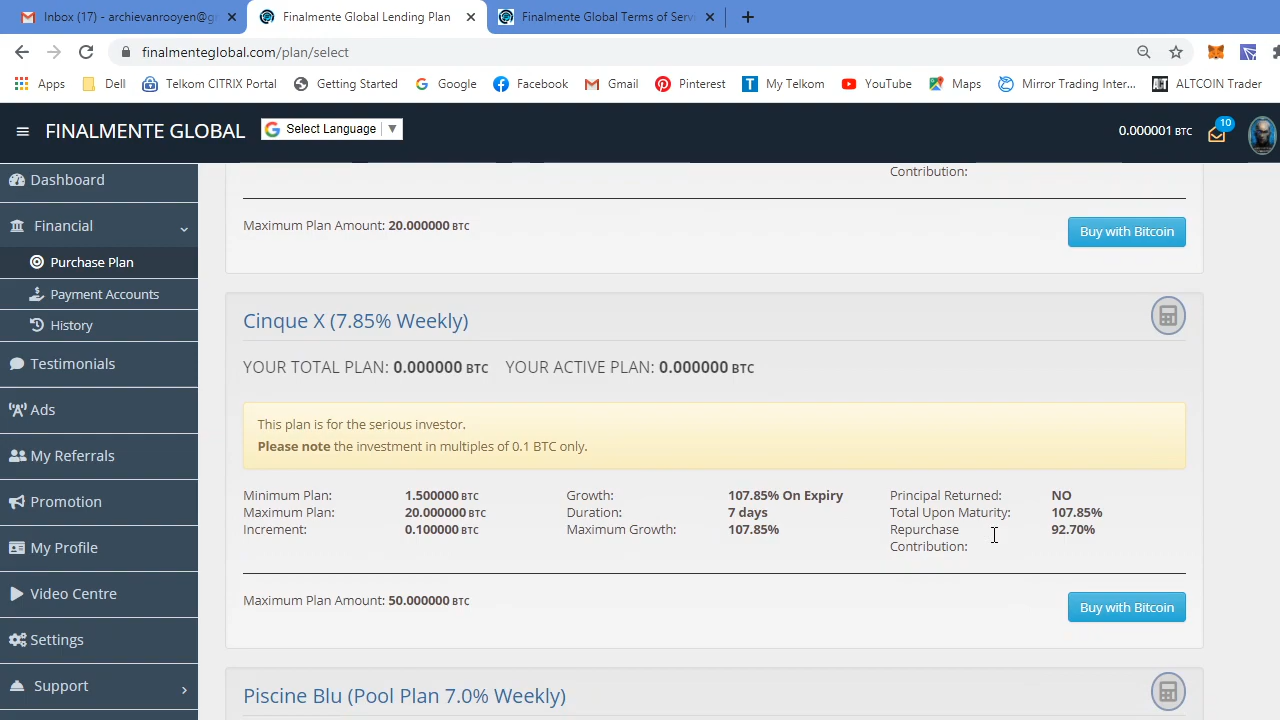 Inbox (17) - archievanrooyen@g
Finalmente Global Lending Plan
Finalmente Global Terms of Servi
finalmenteglobal.com/plan/select
Apps Dell Telkom CITRIX Portal Getting Started Google Facebook Gmail Pinterest My Telkom YouTube Maps Mirror Trading Inter... ALTCOIN Trader
FINALMENTE GLOBAL Select Language ▼ 0.000001 BTC 10
Dashboard
Financial
Purchase Plan
Payment Accounts
History
Testimonials
Ads
My Referrals
Promotion
My Profile
Video Centre
Settings
Support
Contribution:
Maximum Plan Amount: 20.000000 BTC
Buy with Bitcoin
Cinque X (7.85% Weekly)
YOUR TOTAL PLAN: 0.000000 BTC YOUR ACTIVE PLAN: 0.000000 BTC
This plan is for the serious investor.
Please note the investment in multiples of 0.1 BTC only.
Minimum Plan: 1.500000 BTC Growth: 107.85% On Expiry Principal Returned: NO
Maximum Plan: 20.000000 BTC Duration: 7 days Total Upon Maturity: 107.85%
Increment: 0.100000 BTC Maximum Growth: 107.85% Repurchase 92.70%
Contribution:
Maximum Plan Amount: 50.000000 BTC
Buy with Bitcoin
Piscine Blu (Pool Plan 7.0% Weekly)